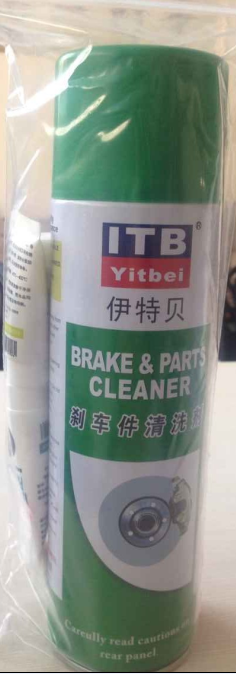 ITB®
Yitbei
伊特贝
BRAKE & PARTS
CLEANER
刹车件清洗剂
Careully read cautions on
rear panel